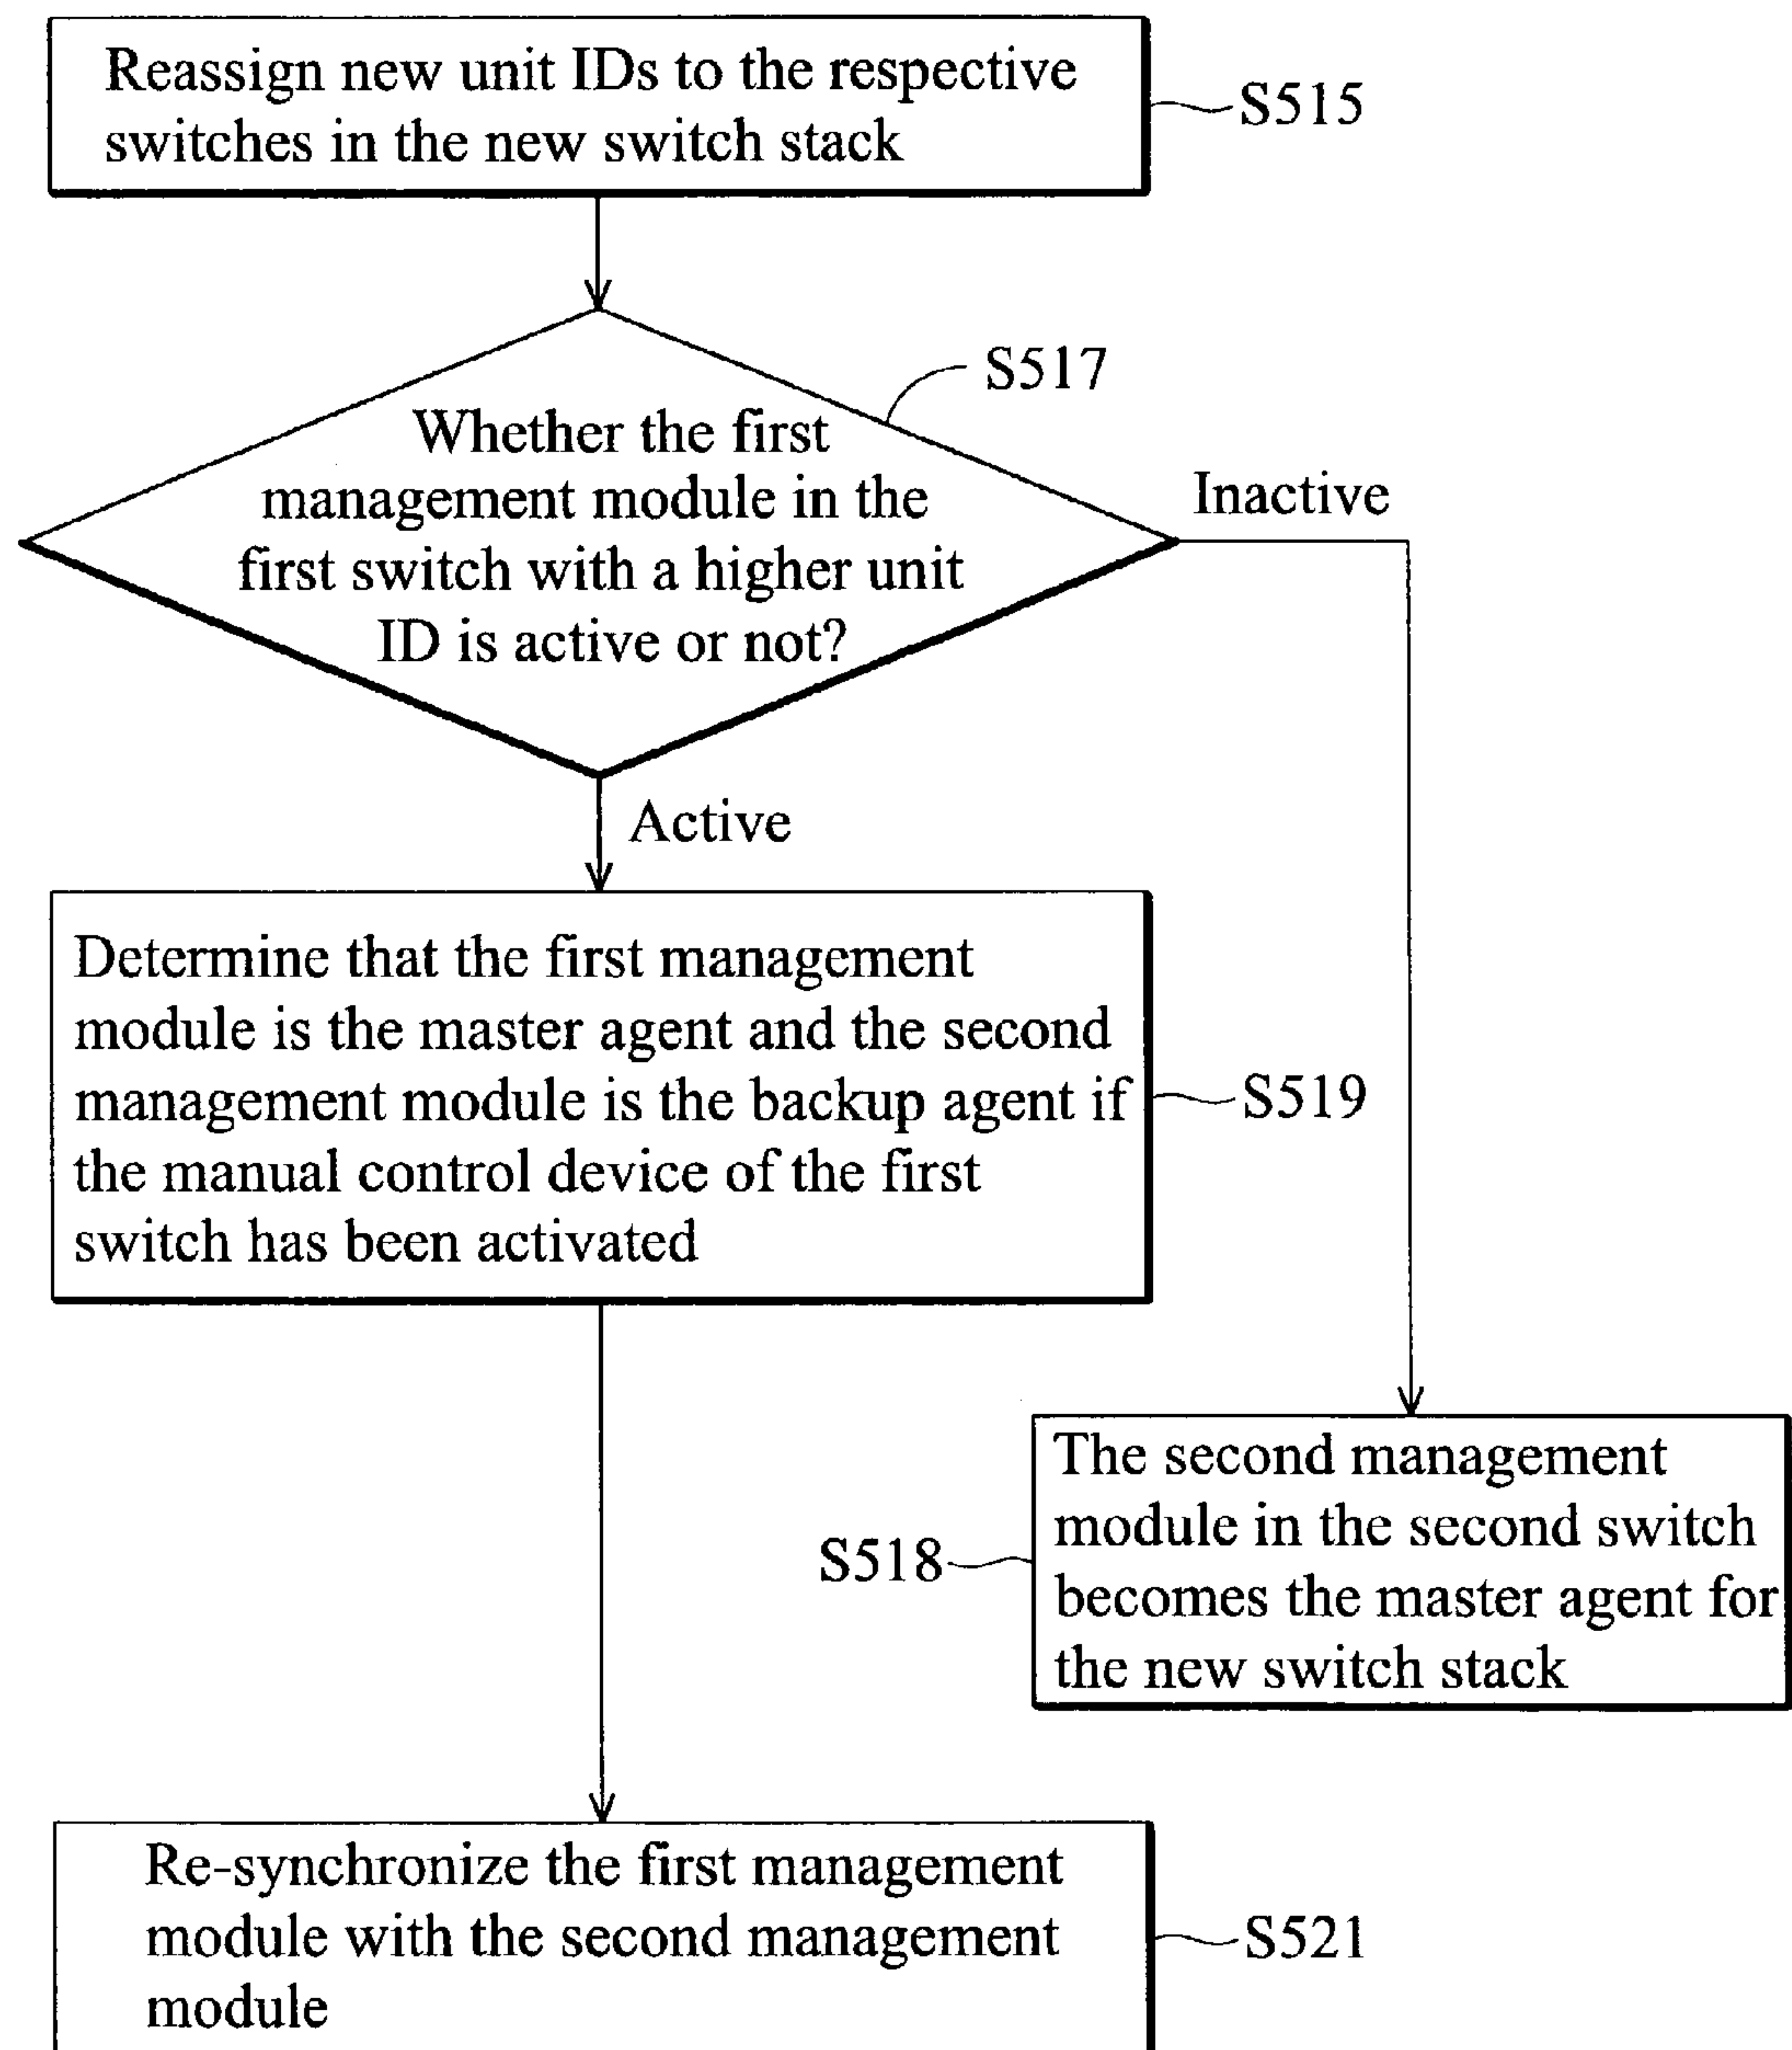 Reassign new unit IDs to the respective
switches in the new switch stack
S515
S517
Whether the first
management module in the
first switch with a higher unit
ID is active or not?
Inactive
Active
Determine that the first management
module is the master agent and the second
management module is the backup agent if
the manual control device of the first
switch has been activated
S519
The second management
module in the second switch
becomes the master agent for
the new switch stack
S518
Re-synchronize the first management
module with the second management
module
S521